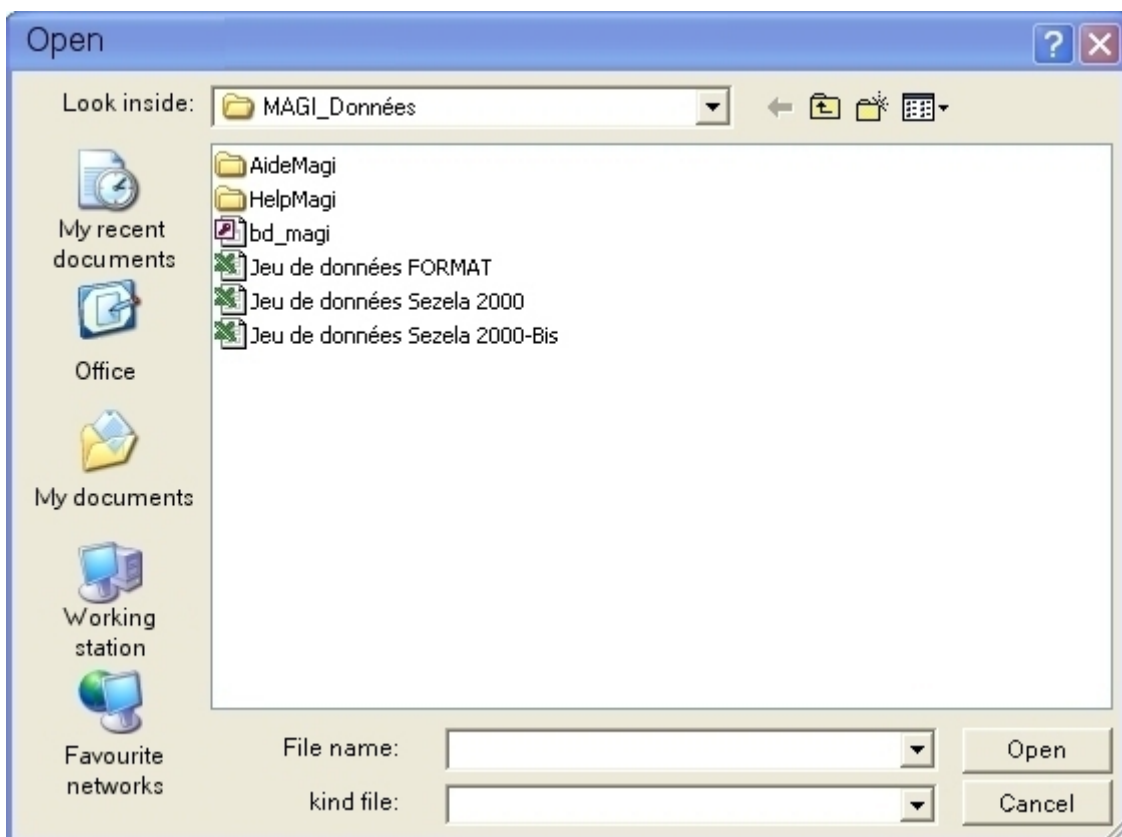 Open
Look inside:
MAGI_Données
My recent
documents
Office
My documents
Working
station
Favourite
networks
AideMagi
HelpMagi
bd_magi
Jeu de données FORMAT
Jeu de données Sezela 2000
Jeu de données Sezela 2000-Bis
File name:
Open
kind file:
Cancel